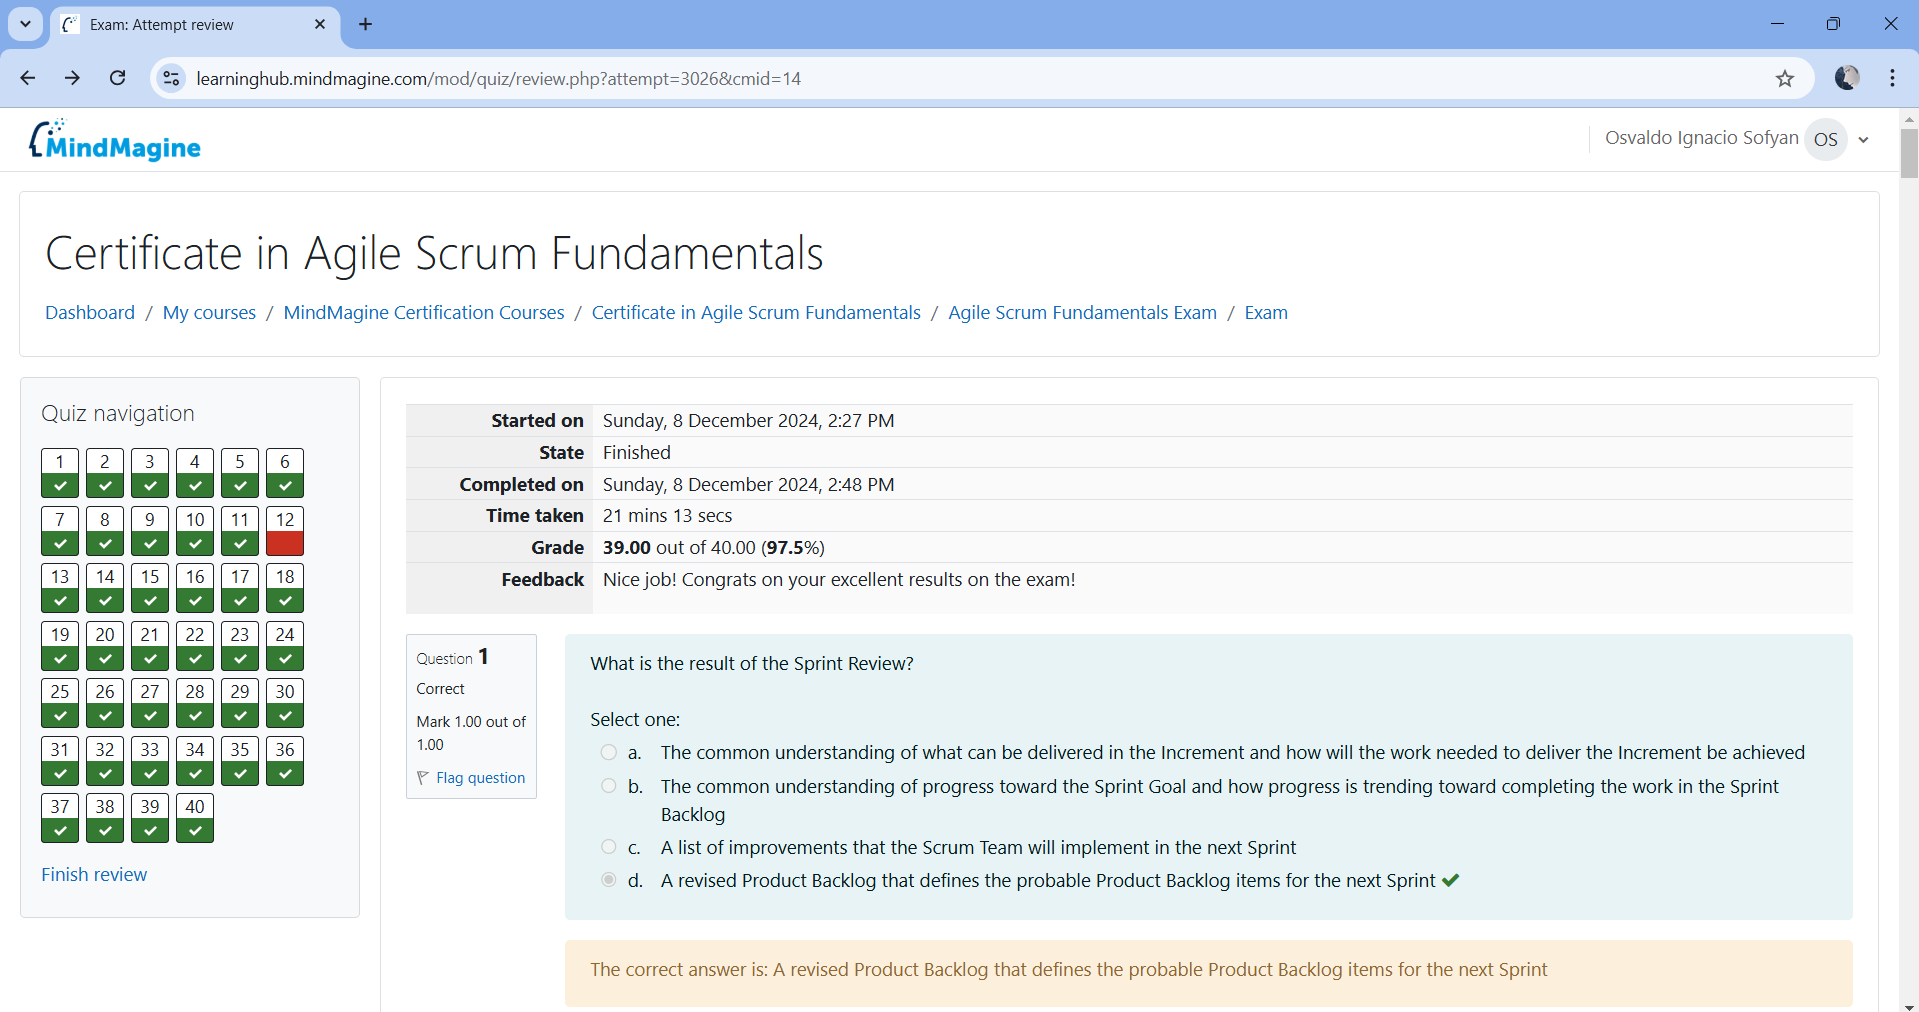 Exam: Attempt review
learninghub.mindmagine.com/mod/quiz/review.php?attempt=3026&cmid=14
MindMagine
Osvaldo Ignacio Sofyan OS
Certificate in Agile Scrum Fundamentals
Dashboard / My courses / MindMagine Certification Courses / Certificate in Agile Scrum Fundamentals / Agile Scrum Fundamentals Exam / Exam
Quiz navigation
1 2 3 4 5 6
7 8 9 10 11 12
13 14 15 16 17 18
19 20 21 22 23 24
25 26 27 28 29 30
31 32 33 34 35 36
37 38 39 40
Finish review
Started on Sunday, 8 December 2024, 2:27 PM
State Finished
Completed on Sunday, 8 December 2024, 2:48 PM
Time taken 21 mins 13 secs
Grade 39.00 out of 40.00 (97.5%)
Feedback Nice job! Congrats on your excellent results on the exam!
Question 1
Correct
Mark 1.00 out of
1.00
Flag question
What is the result of the Sprint Review?
Select one:
a. The common understanding of what can be delivered in the Increment and how will the work needed to deliver the Increment be achieved
b. The common understanding of progress toward the Sprint Goal and how progress is trending toward completing the work in the Sprint
Backlog
c. A list of improvements that the Scrum Team will implement in the next Sprint
d. A revised Product Backlog that defines the probable Product Backlog items for the next Sprint
The correct answer is: A revised Product Backlog that defines the probable Product Backlog items for the next Sprint